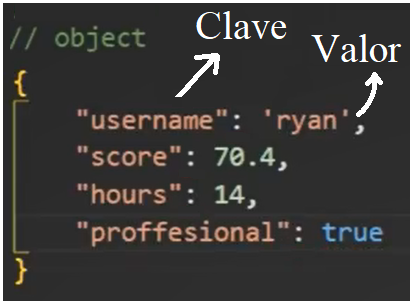 Clave
// object
Valor
{
"username": 'ryan',
"score": 70.4,
"hours": 14,
"proffesional": true
}